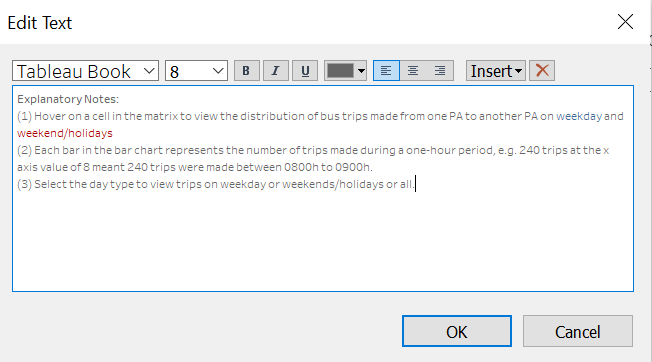 Edit Text
Tableau Book 8 B I U Insert
Explanatory Notes:
(1) Hover on a cell in the matrix to view the distribution of bus trips made from one PA to another PA on weekday and
weekend/holidays
(2) Each bar in the bar chart represents the number of trips made during a one-hour period, e.g. 240 trips at the x
axis value of 8 meant 240 trips were made between 0800h to 0900h.
(3) Select the day type to view trips on weekday or weekends/holidays or all.
OK Cancel